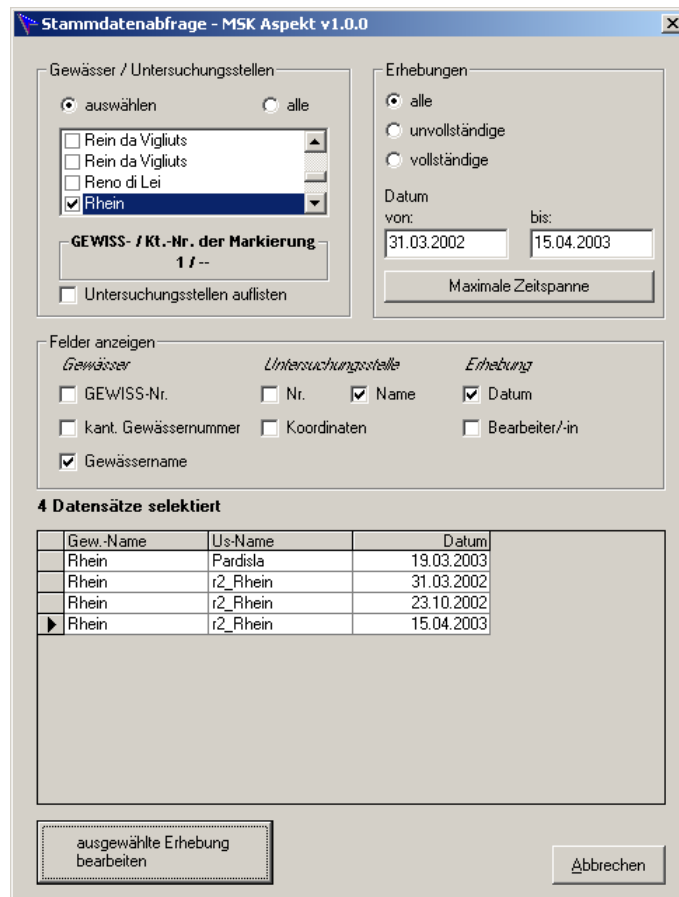 Stammdatenabfrage - MSK Aspekt v1.0.0
Gewässer / Untersuchungsstellen
auswählen alle
Rein da Vigliuts
Rein da Vigliuts
Reno di Lei
Rhein
GEWISS- / Kt.-Nr. der Markierung
1 / --
Untersuchungsstellen auflisten
Erhebungen
alle
unvollständige
vollständige
Datum
von: bis:
31.03.2002 15.04.2003
Maximale Zeitspanne
Felder anzeigen
Gewässer Untersuchungsstelle Erhebung
GEWISS-Nr. Nr. Name Datum
kant. Gewässernummer Koordinaten Bearbeiter/-in
Gewässername
4 Datensätze selektiert
Gew.-Name Us-Name Datum
Rhein Pardisla 19.03.2003
Rhein r2_Rhein 31.03.2002
Rhein r2_Rhein 23.10.2002
Rhein r2_Rhein 15.04.2003
ausgewählte Erhebung
bearbeiten
Abbrechen